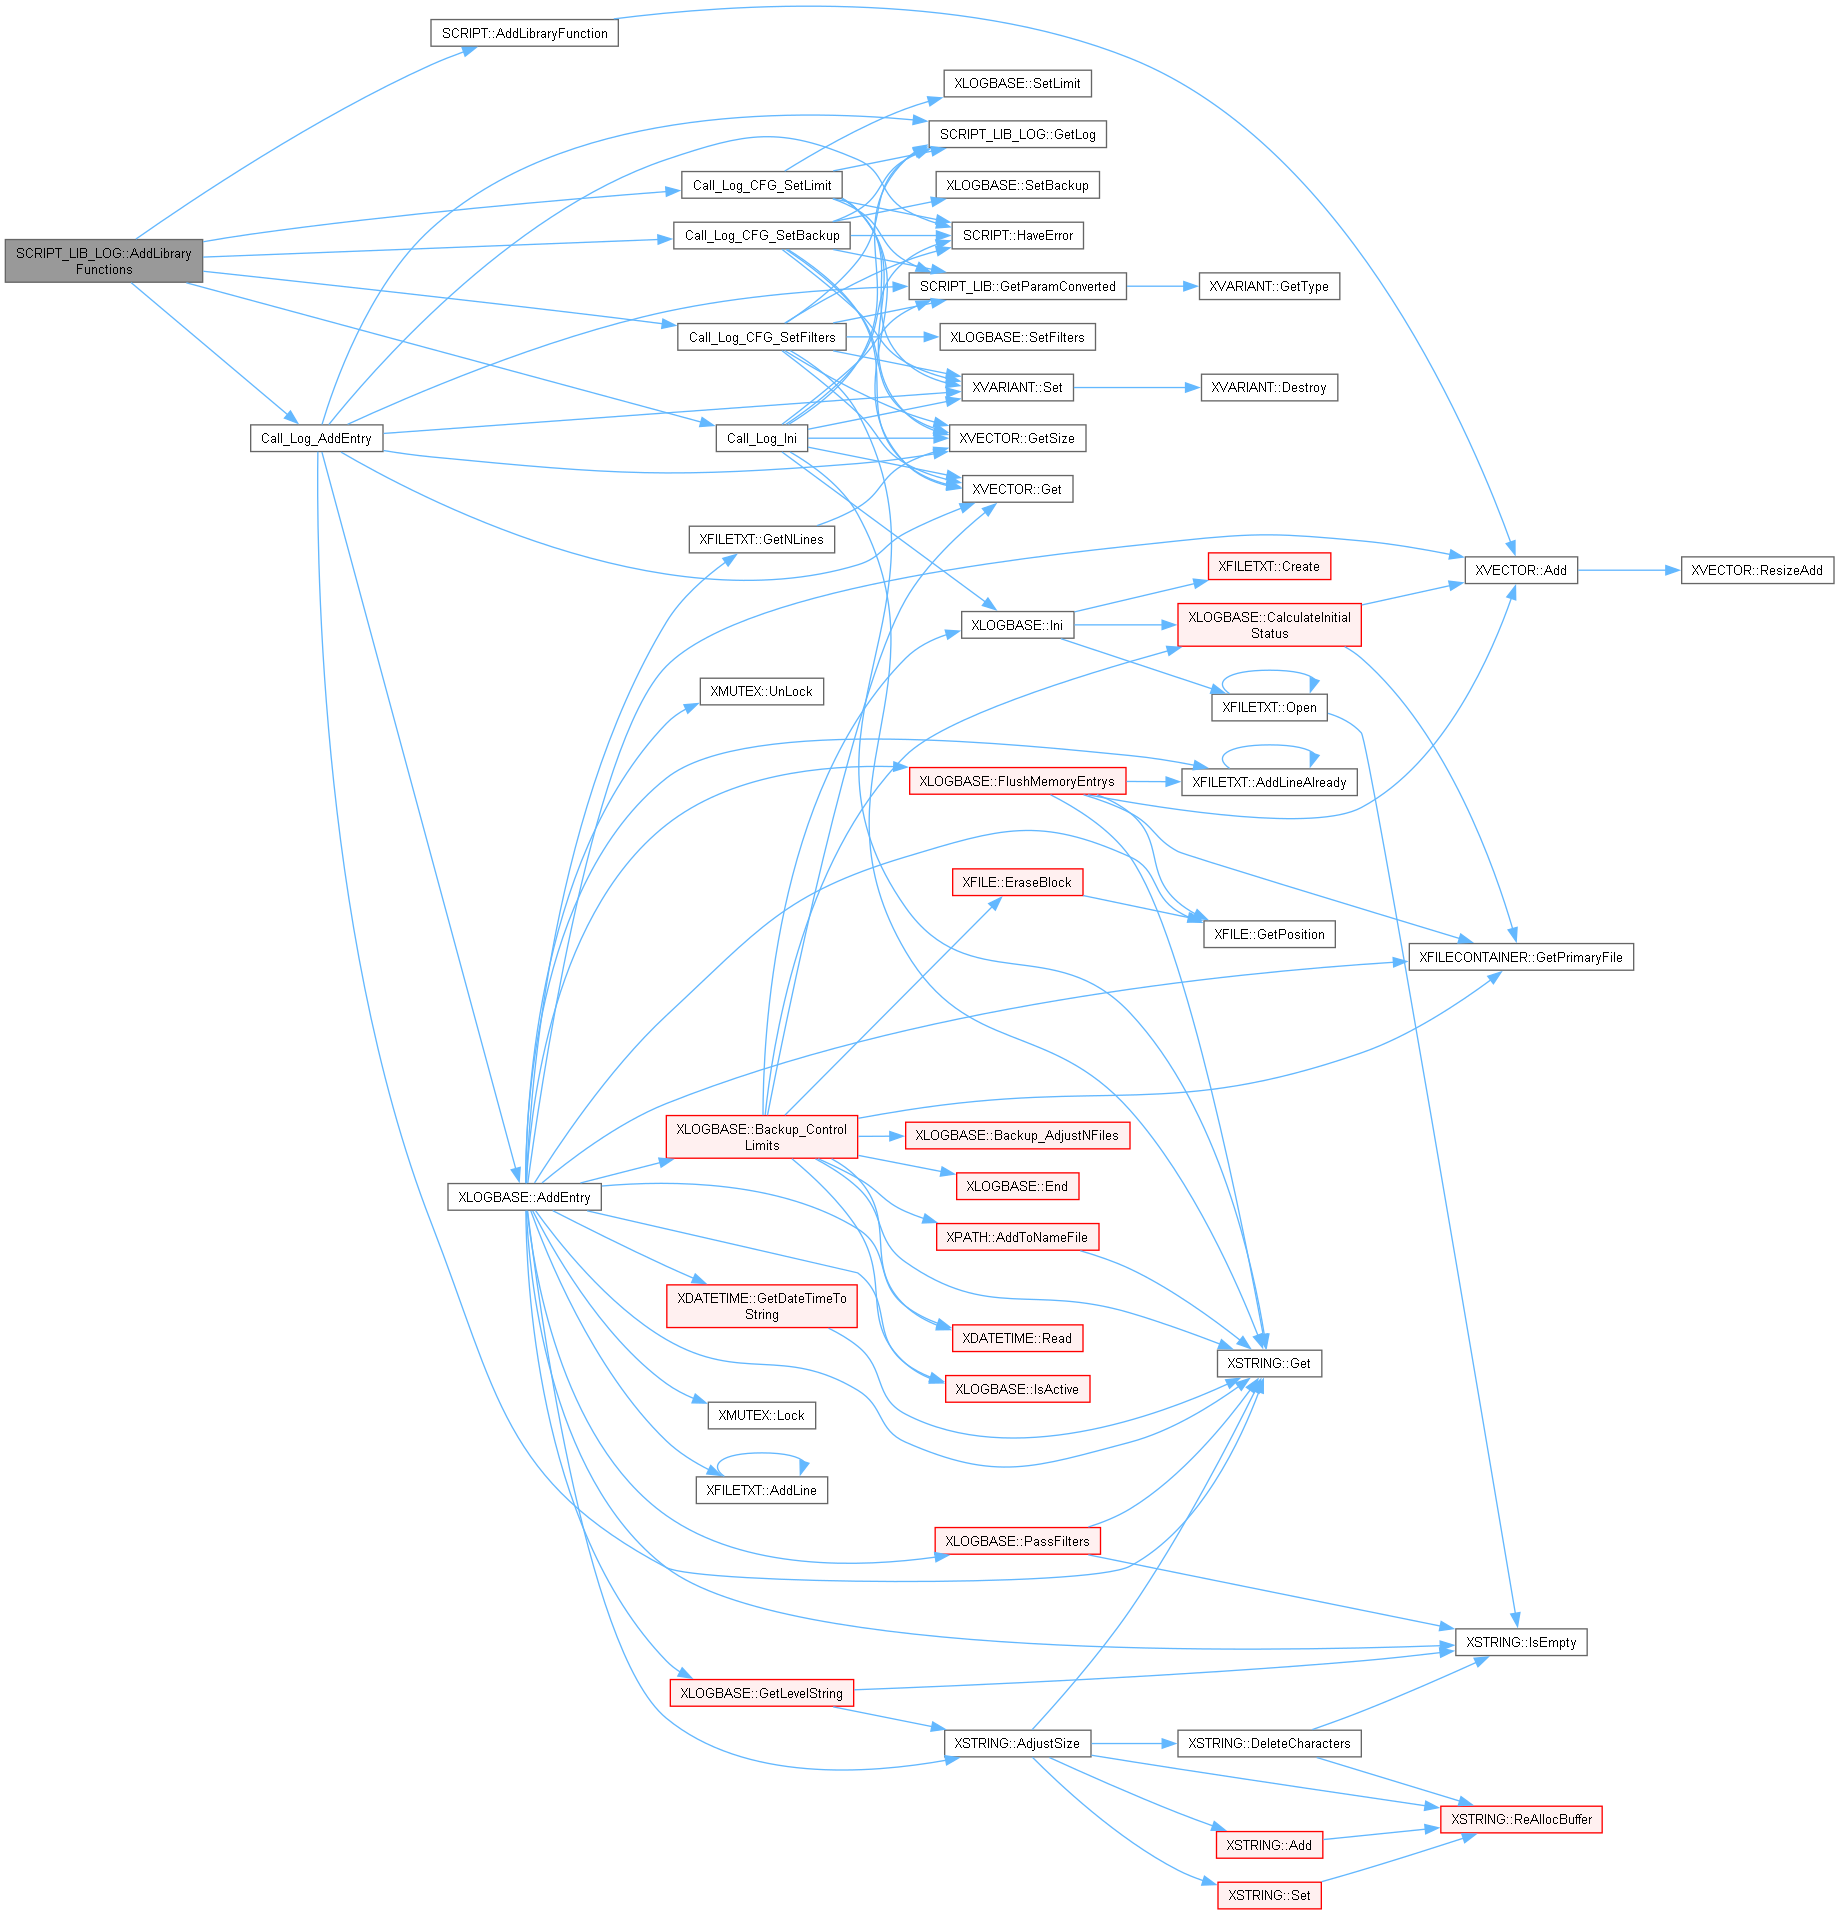 SCRIPT::AddLibraryFunction
XLOGBASE::SetLimit
SCRIPT_LIB_LOG::GetLog
Call_Log_CFG_SetLimit
XLOGBASE::SetBackup
Call_Log_CFG_SetBackup
SCRIPT::HaveError
SCRIPT_LIB_LOG::AddLibrary
Functions
SCRIPT_LIB::GetParamConverted
XVARIANT::GetType
Call_Log_CFG_SetFilters
XLOGBASE::SetFilters
XVARIANT::Set
XVARIANT::Destroy
Call_Log_AddEntry
Call_Log_Ini
XVECTOR::GetSize
XVECTOR::Get
XFILETXT::GetNLines
XFILETXT::Create
XVECTOR::Add
XVECTOR::ResizeAdd
XLOGBASE::Ini
XLOGBASE::CalculateInitial
Status
XMUTEX::UnLock
XFILETXT::Open
XLOGBASE::FlushMemoryEntrys
XFILETXT::AddLineAlready
XFILE::EraseBlock
XFILE::GetPosition
XFILECONTAINER::GetPrimaryFile
XLOGBASE::Backup_Control
Limits
XLOGBASE::Backup_AdjustNFiles
XLOGBASE::End
XLOGBASE::AddEntry
XPATH::AddToNameFile
XDATETIME::GetDateTimeTo
String
XDATETIME::Read
XSTRING::Get
XLOGBASE::IsActive
XMUTEX::Lock
XFILETXT::AddLine
XLOGBASE::PassFilters
XSTRING::IsEmpty
XLOGBASE::GetLevelString
XSTRING::AdjustSize
XSTRING::DeleteCharacters
XSTRING::ReAllocBuffer
XSTRING::Add
XSTRING::Set